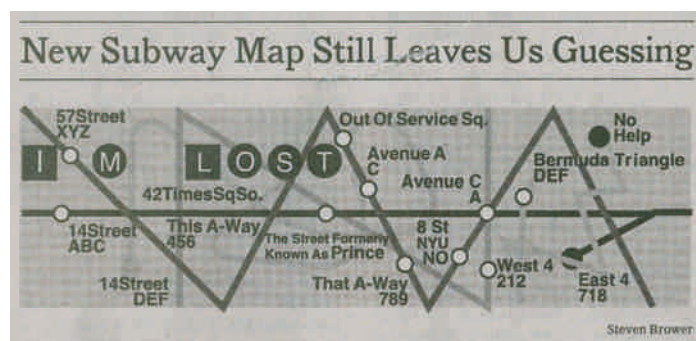 New Subway Map Still Leaves Us Guessing
57Street
XYZ
I M LOST
Out Of Service Sq.
No
Help
Avenue A
C
Bermuda Triangle
DEF
Avenue C
A
42TimesSqSo.
14Street
ABC
This A-Way
456
The Street Formerly
Known As Prince
8 St
NYU
NO
West 4
212
14Street
DEF
That A-Way
789
East 4
718
Steven Brower